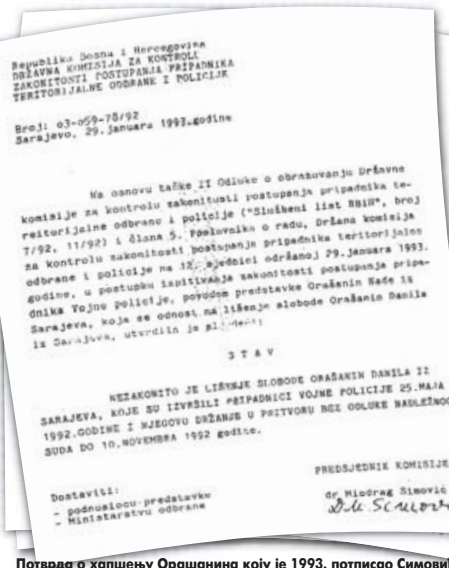 Republika Bosna i Hercegovina
DRŽAVNA KOMISIJA ZA KONTROLU
ZAKONITOSTI POSTUPANJA PRIPADNIKA
TERITORIJALNE ODBRANE I POLICIJE
Broj: 03-059-78/92
Sarajevo, 29. januara 1993.godine
Na osnovu tačke II Odluke o obrazovanju Državne
komisije za kontrolu zakonitosti postupanja pripadnika te-
reitorijalne odbrane i policije ("Službeni list RBiH", broj
7/92, 11/92) i člana 5. Poslovnika o radu, Držana komisija
za kontrolu zakonitosti postupanja pripadnika teritorijalne
odbrane i policije na 12. sjednici održanoj 29.januara 1993.
godine, u postupku ispitivanja zakonitosti postupanja pripa-
dnika Vojne policije, povodom predstavke Orašanin Nade iz
Sarajeva, koja se odnosi na lišenje slobode Orašanin Danila
iz Sarajeva, utvrdila je sljedeći:
S T A V
NEZAKONITO JE LIŠENJE SLOBODE ORAŠANIN DANILA IZ
SARAJEVA, KOJE SU IZVRŠILI PRIPADNICI VOJNE POLICIJE 25.MAJA
1992.GODINE I NJEGOVU DRŽANJE U PRITVORU BEZ ODLUKE NADLEŽNOG
SUDA DO 10.NOVEMBRA 1992 godine.
PREDSJEDNIK KOMISIJE
Dostaviti:
- podnosiocu predstavke
- Ministarstvu odbrane
dr Miodrag Simović
Потврда о хапшењу Орашанина коју је 1993. потписао Симовић